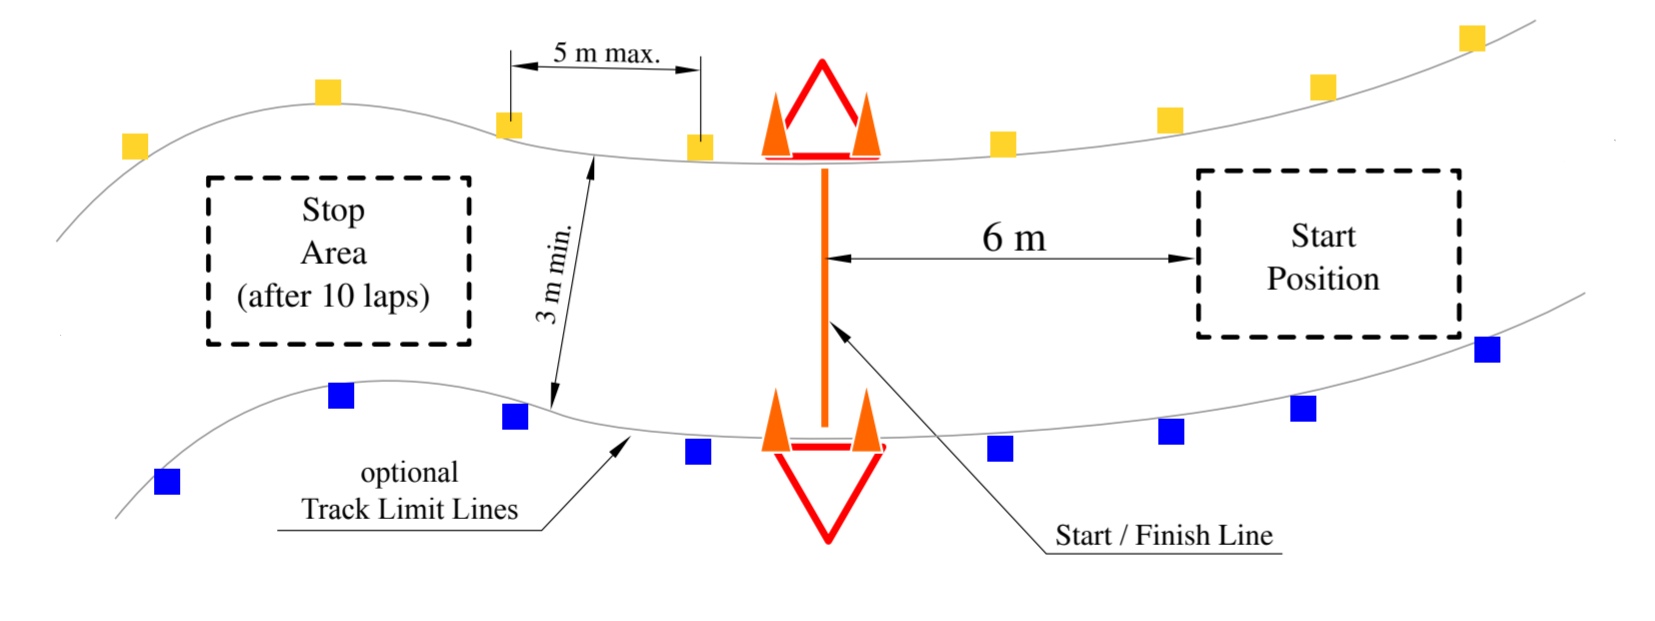 5 m max.
Stop
Area
(after 10 laps)
3 m min.
6 m
Start
Position
optional
Track Limit Lines
Start / Finish Line